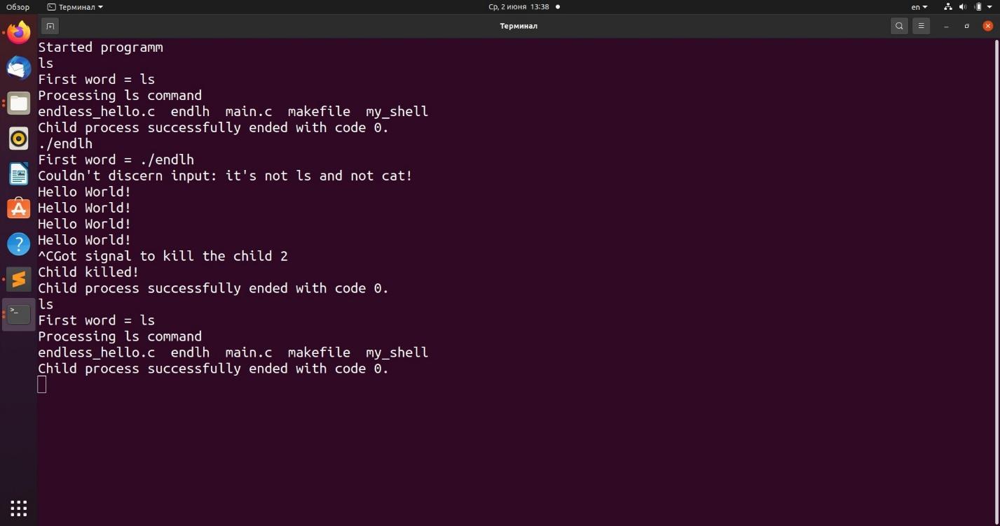 Обзор
Терминал
Ср, 2 июня 13:38
en
Терминал
Started programm
ls
First word = ls
Processing ls command
endless_hello.c endlh main.c makefile my_shell
Child process successfully ended with code 0.
./endlh
First word = ./endlh
Couldn't discern input: it's not ls and not cat!
Hello World!
Hello World!
Hello World!
Hello World!
^CGot signal to kill the child 2
Child killed!
Child process successfully ended with code 0.
ls
First word = ls
Processing ls command
endless_hello.c endlh main.c makefile my_shell
Child process successfully ended with code 0.